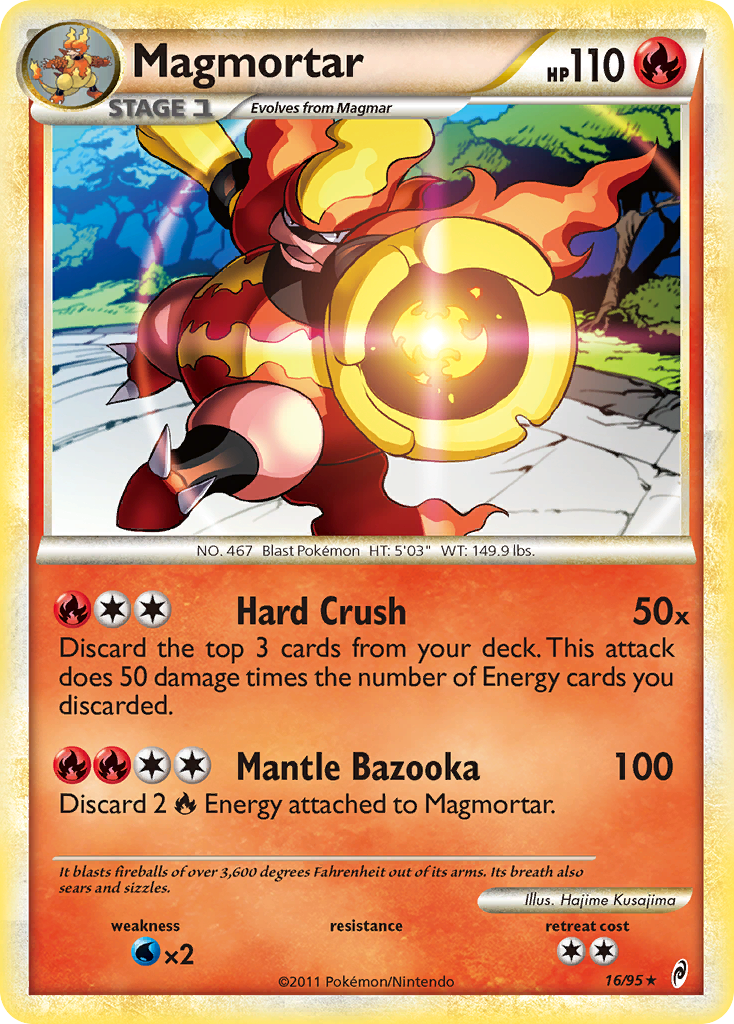 Magmortar
HP110
STAGE 1
Evolves from Magmar
NO. 467 Blast Pokémon HT: 5'03" WT: 149.9 lbs.
Hard Crush 50x
Discard the top 3 cards from your deck. This attack
does 50 damage times the number of Energy cards you
discarded.
Mantle Bazooka 100
Discard 2 Energy attached to Magmortar.
It blasts fireballs of over 3,600 degrees Fahrenheit out of its arms. Its breath also
sears and sizzles.
Illus. Hajime Kusajima
weakness resistance retreat cost
×2
©2011 Pokémon/Nintendo 16/95 ★